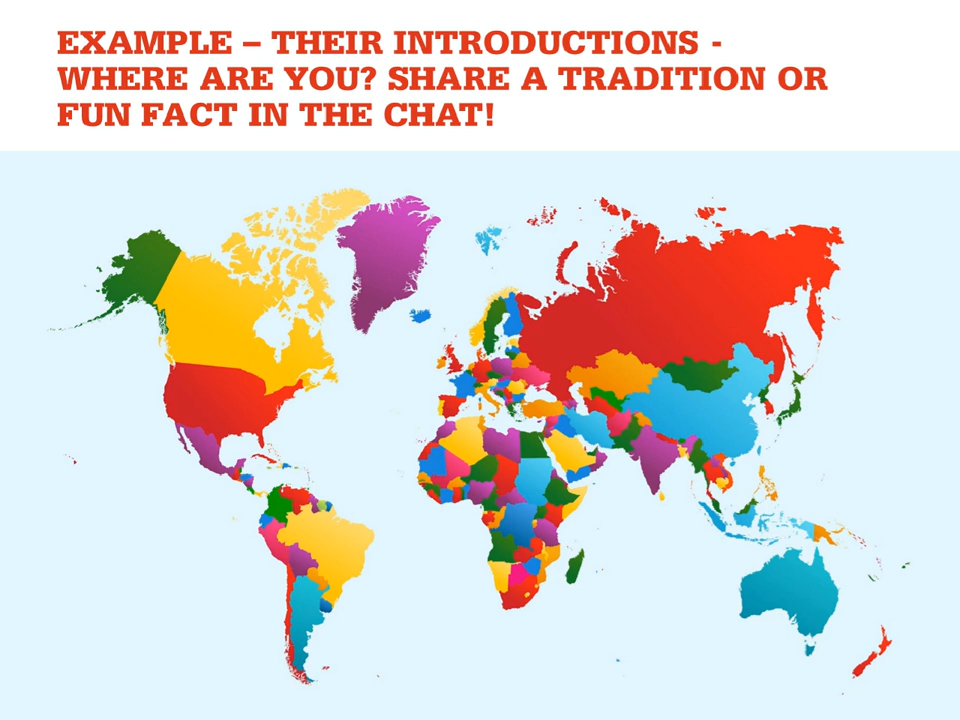 EXAMPLE – THEIR INTRODUCTIONS -
WHERE ARE YOU? SHARE A TRADITION OR
FUN FACT IN THE CHAT!